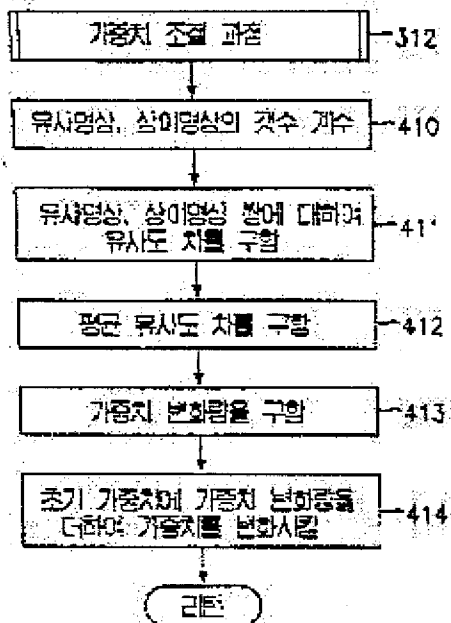 가중치 조절 과정
312
유사영상, 상이영상의 갯수 계수
410
유사영상, 상이영상 쌍에 대하여
유사도 차를 구함
411
평균 유사도 차를 구함
412
가중치 변화량을 구함
413
초기 가중치에 가중치 변화량을
더하여 가중치를 변화시킴
414
리턴